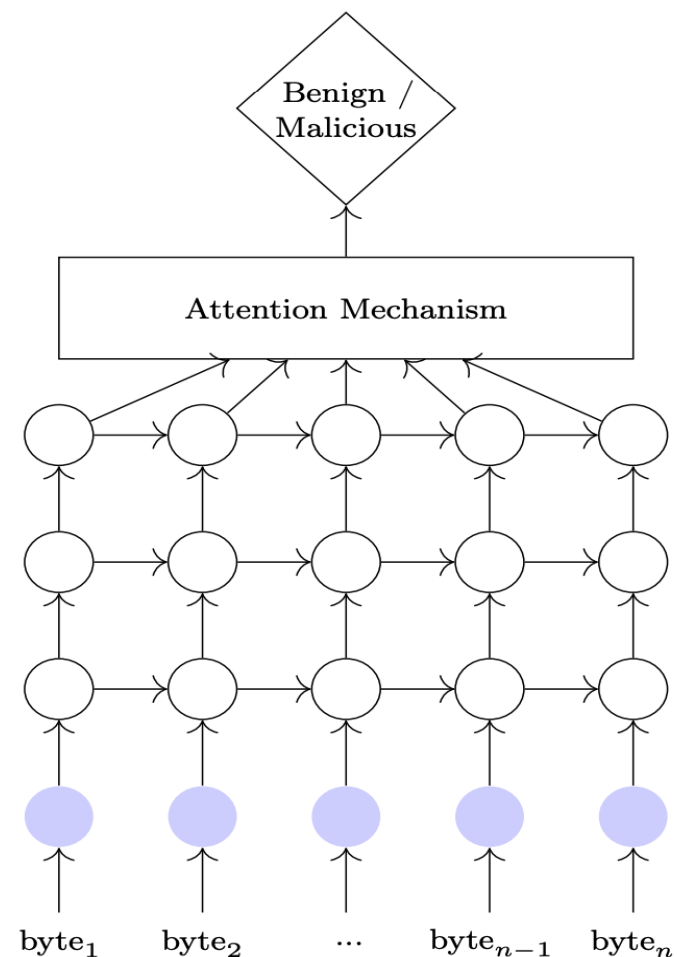 Benign /
Malicious
Attention Mechanism
byte₁ byte₂ ... byteₙ₋₁ byteₙ